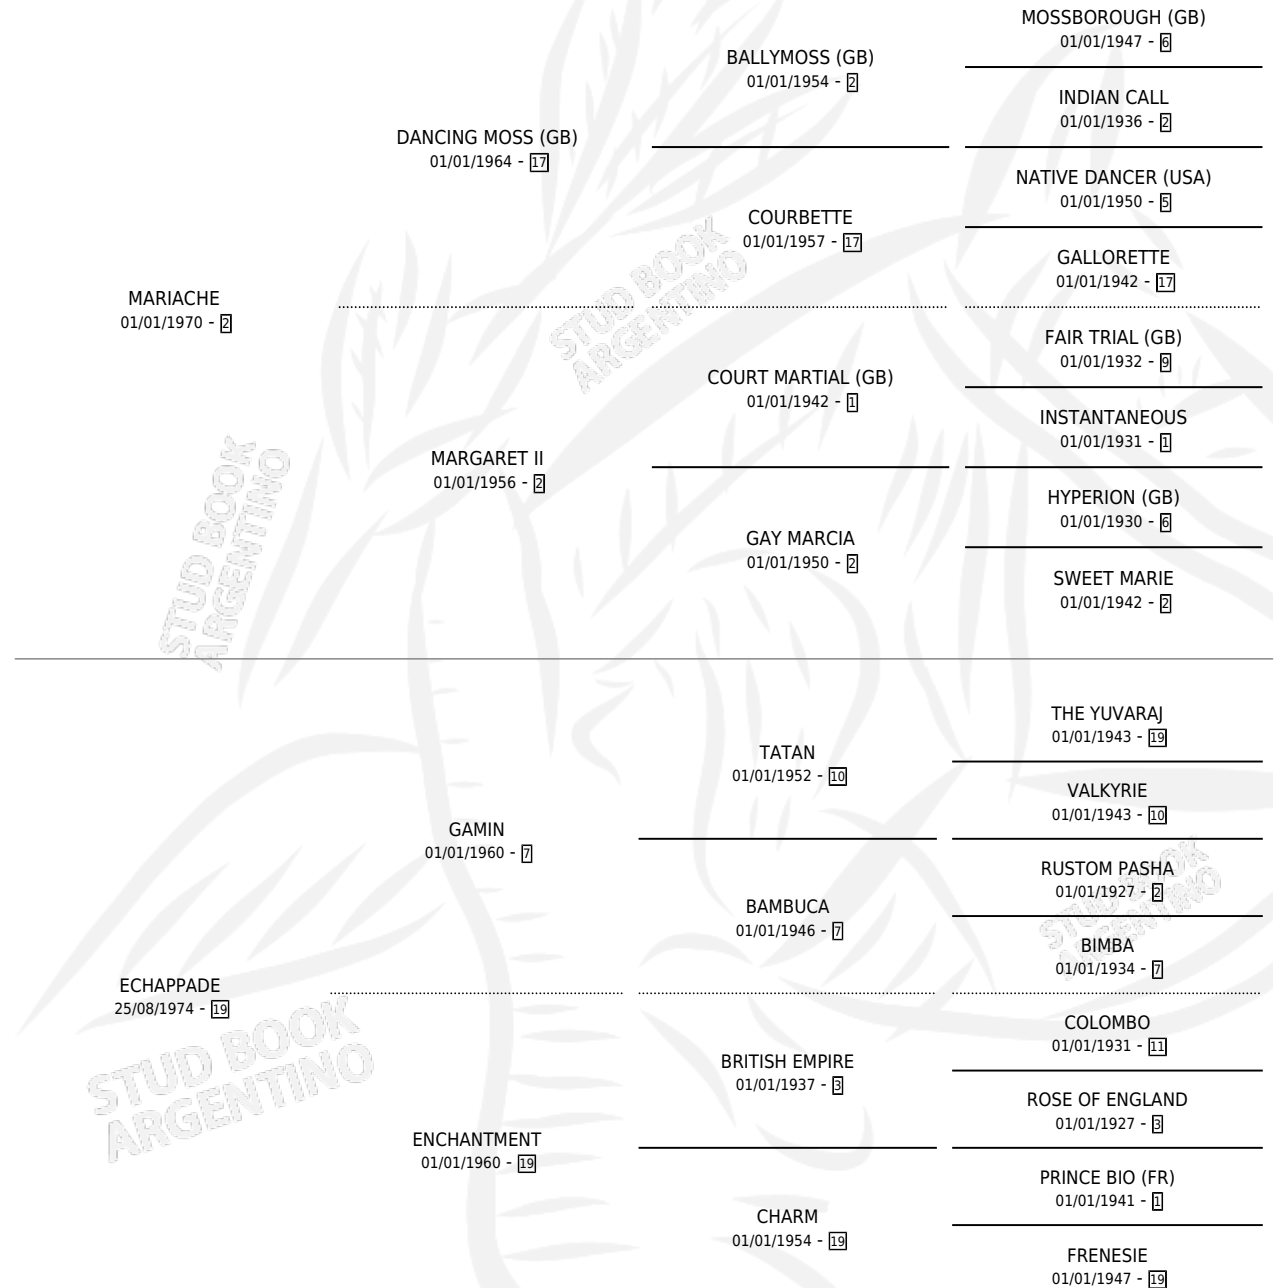 MOSSBOROUGH (GB)
01/01/1947 - 6
BALLYMOSS (GB)
01/01/1954 - 2
INDIAN CALL
01/01/1936 - 2
DANCING MOSS (GB)
01/01/1964 - 17
NATIVE DANCER (USA)
01/01/1950 - 5
COURBETTE
01/01/1957 - 17
GALLORETTE
01/01/1942 - 17
MARIACHE
01/01/1970 - 2
FAIR TRIAL (GB)
01/01/1932 - 9
COURT MARTIAL (GB)
01/01/1942 - 1
INSTANTANEOUS
01/01/1931 - 1
MARGARET II
01/01/1956 - 2
HYPERION (GB)
01/01/1930 - 6
GAY MARCIA
01/01/1950 - 2
SWEET MARIE
01/01/1942 - 2
THE YUVARAJ
01/01/1943 - 19
TATAN
01/01/1952 - 10
VALKYRIE
01/01/1943 - 10
GAMIN
01/01/1960 - 7
RUSTOM PASHA
01/01/1927 - 2
BAMBUCA
01/01/1946 - 7
BIMBA
01/01/1934 - 7
ECHAPPADE
25/08/1974 - 19
COLOMBO
01/01/1931 - 11
BRITISH EMPIRE
01/01/1937 - 3
ROSE OF ENGLAND
01/01/1927 - 3
ENCHANTMENT
01/01/1960 - 19
PRINCE BIO (FR)
01/01/1941 - 1
CHARM
01/01/1954 - 19
FRENESIE
01/01/1947 - 19
STUD BOOK
ARGENTINO
STUD BOOK
ARGENTINO
STUD BOOK
ARGENTINO
STUD BOOK
ARGENTINO